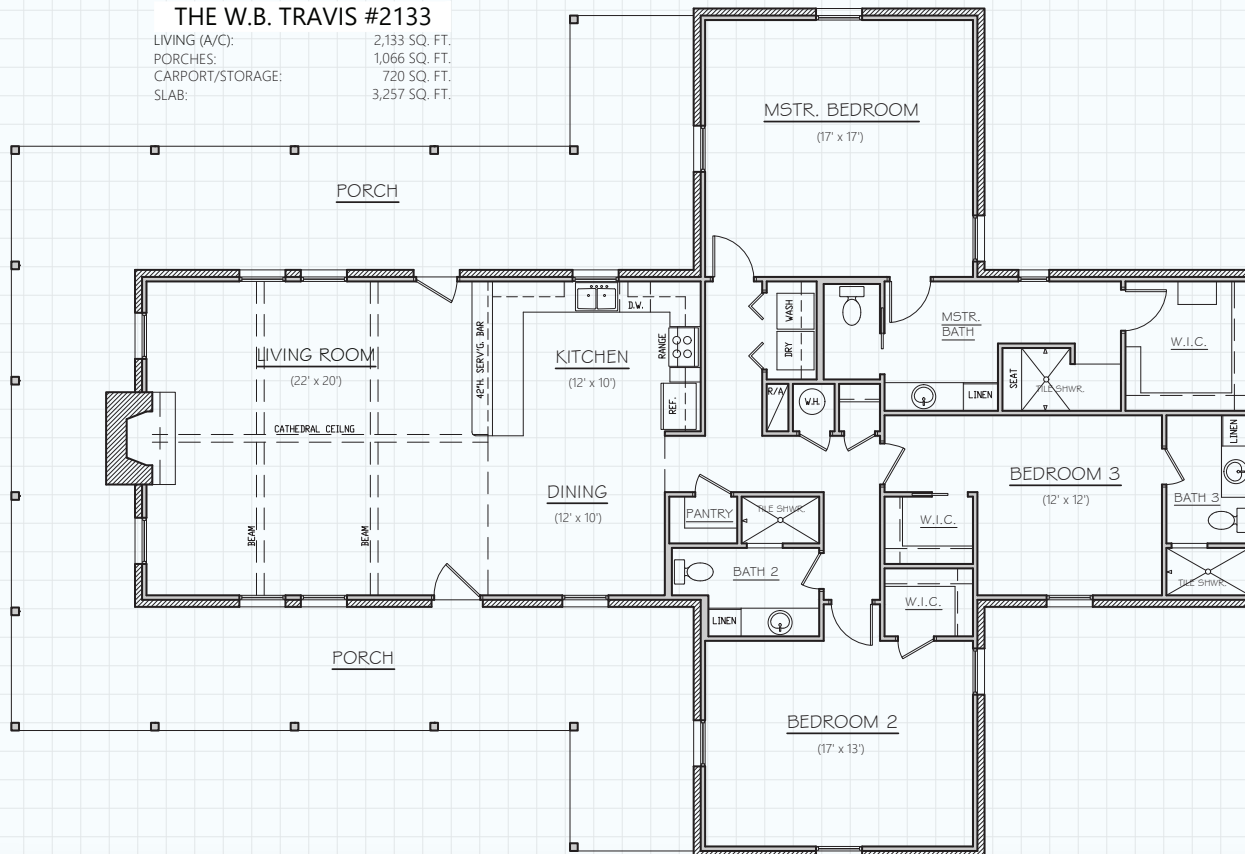 THE W.B. TRAVIS #2133
LIVING (A/C): 2,133 SQ. FT.
PORCHES: 1,066 SQ. FT.
CARPORT/STORAGE: 720 SQ. FT.
SLAB: 3,257 SQ. FT.
MSTR. BEDROOM
(17' x 17')
PORCH
WASH
DRY
MSTR.
BATH
W.I.C.
D.W.
42"H. SERV'G. BAR
RANGE
REF.
LIVING ROOM
(22' x 20')
KITCHEN
(12' x 10')
R/A
W.H.
LINEN
SEAT
TILE SHWR.
CATHEDRAL CEILNG
BEAM
BEAM
DINING
(12' x 10')
PANTRY
TILE SHWR.
BEDROOM 3
(12' x 12')
W.I.C.
LINEN
BATH 3
TILE SHWR.
BATH 2
LINEN
W.I.C.
PORCH
BEDROOM 2
(17' x 13')